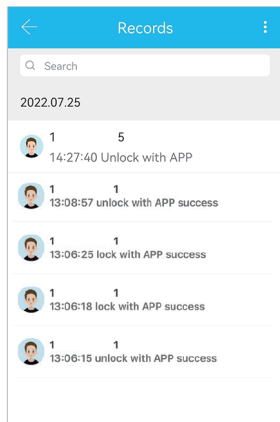 Records
Search
2022.07.25
1 5
14:27:40 Unlock with APP
1 1
13:08:57 unlock with APP success
1 1
13:06:25 lock with APP success
1 1
13:06:18 lock with APP success
1 1
13:06:15 unlock with APP success